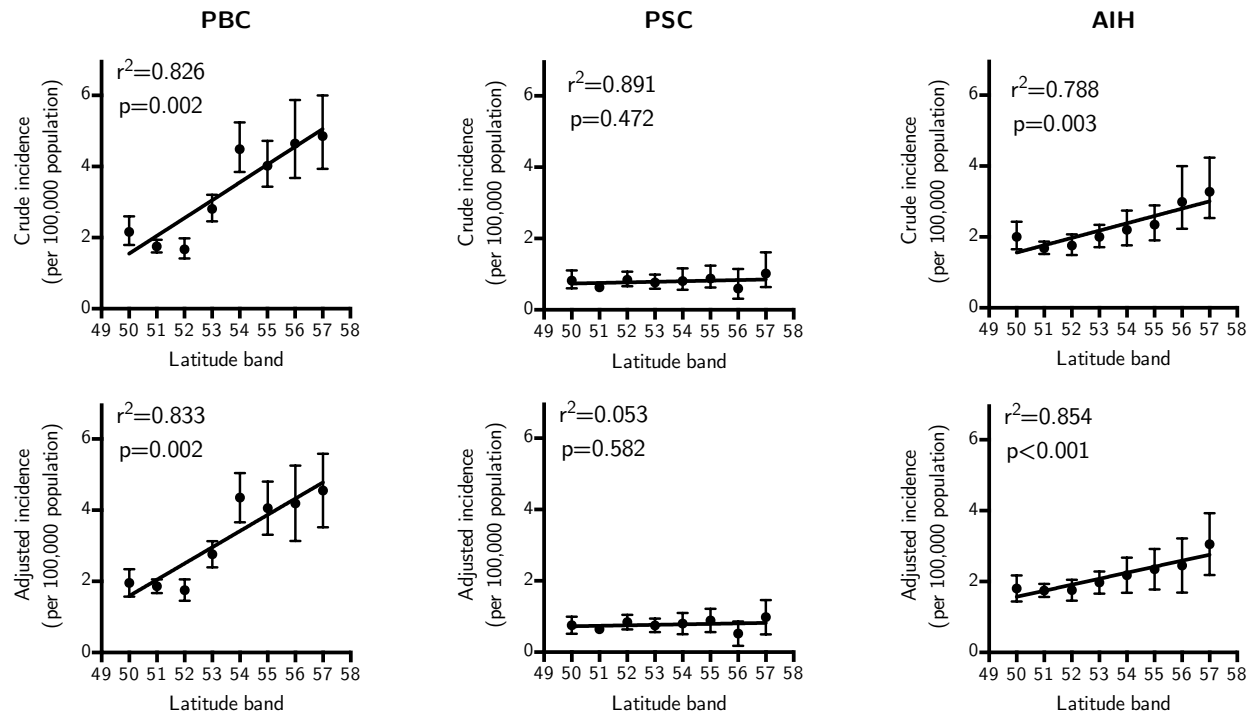 PBC
PSC
AIH
r²=0.826
p=0.002
Crude incidence
(per 100,000 population)
6
4
2
0
49 50 51 52 53 54 55 56 57 58
Latitude band
r²=0.891
p=0.472
Crude incidence
(per 100,000 population)
6
4
2
0
49 50 51 52 53 54 55 56 57 58
Latitude band
r²=0.788
p=0.003
Crude incidence
(per 100,000 population)
6
4
2
0
49 50 51 52 53 54 55 56 57 58
Latitude band
r²=0.833
p=0.002
Adjusted incidence
(per 100,000 population)
6
4
2
0
49 50 51 52 53 54 55 56 57 58
Latitude band
r²=0.053
p=0.582
Adjusted incidence
(per 100,000 population)
6
4
2
0
49 50 51 52 53 54 55 56 57 58
Latitude band
r²=0.854
p<0.001
Adjusted incidence
(per 100,000 population)
6
4
2
0
49 50 51 52 53 54 55 56 57 58
Latitude band